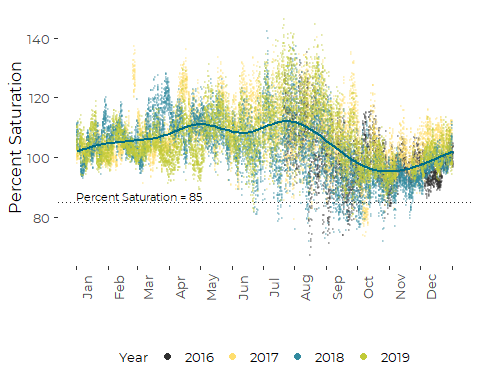 Percent Saturation
140
120
100
80
Percent Saturation = 85
Jan
Feb
Mar
Apr
May
Jun
Jul
Aug
Sep
Oct
Nov
Dec
Year 2016 2017 2018 2019